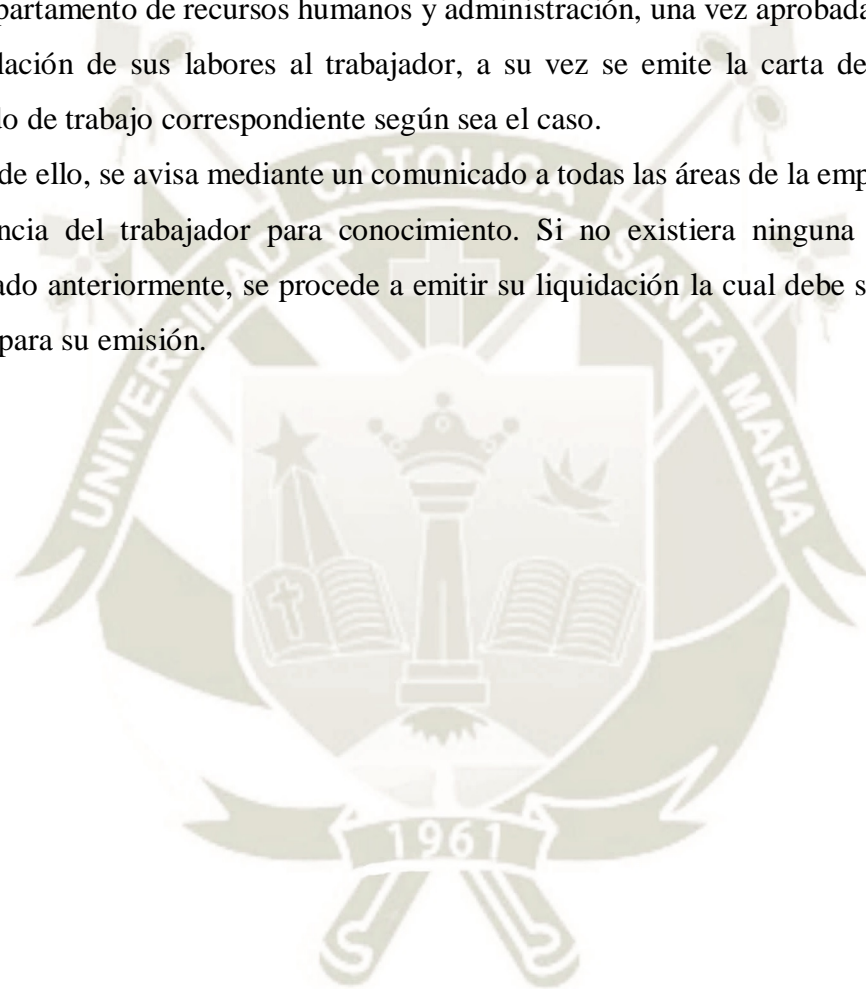 partamento de recursos humanos y administración, una vez aprobada
lación de sus labores al trabajador, a su vez se emite la carta de
do de trabajo correspondiente según sea el caso.
de ello, se avisa mediante un comunicado a todas las áreas de la emp
ncia del trabajador para conocimiento. Si no existiera ninguna
ado anteriormente, se procede a emitir su liquidación la cual debe s
para su emisión.
UNIVERSIDAD CATOLICA SANTA MARIA
1961